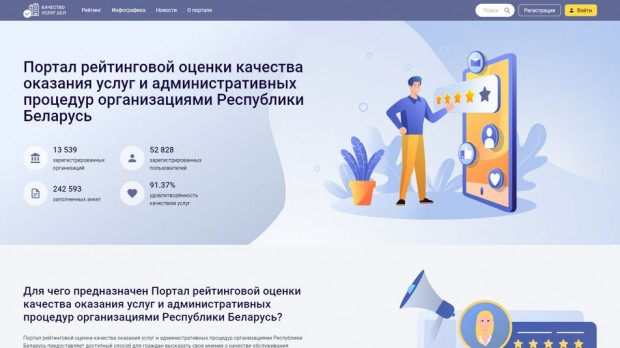 КАЧЕСТВО
УСЛУГ.БЕЛ
Рейтинг Инфографика Новости О портале
Поиск
Регистрация
Войти
Портал рейтинговой оценки качества
оказания услуг и административных
процедур организациями Республики
Беларусь
13 539
зарегистрированных
организаций
52 828
зарегистрированных
пользователей
242 593
заполненных анкет
91.37%
удовлетворённость
качеством услуг
Для чего предназначен Портал рейтинговой оценки
качества оказания услуг и административных
процедур организациями Республики Беларусь?
Портал рейтинговой оценки качества оказания услуг и административных процедур организациями Республики
Беларусь предоставляет доступный способ для граждан высказать свое мнение о качестве обслуживания